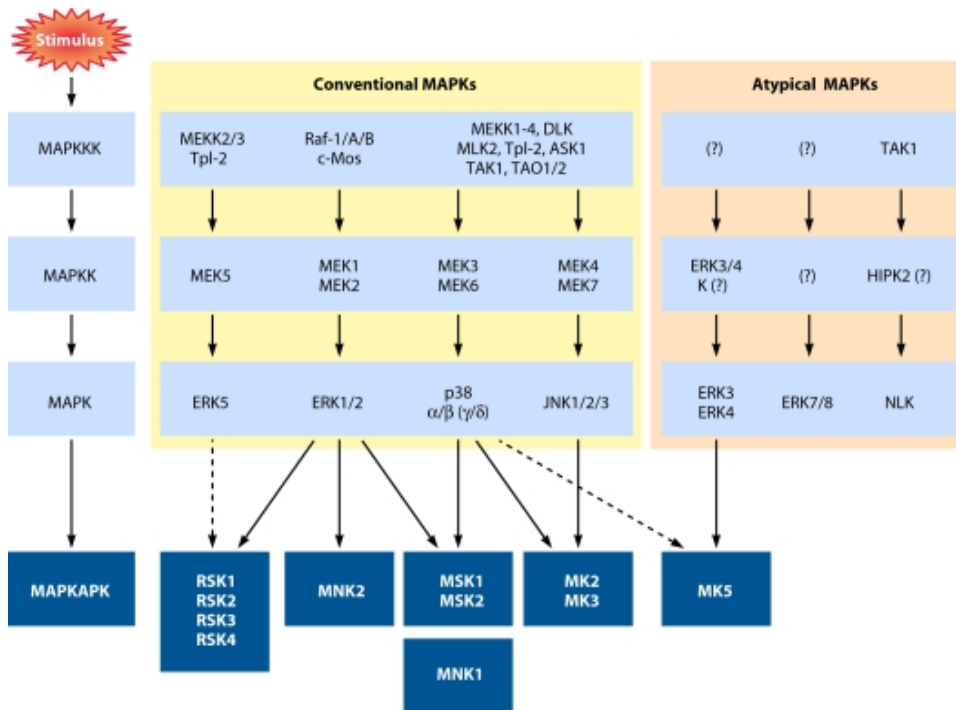 Stimulus
Conventional MAPKs
Atypical MAPKs
MAPKKK
MEKK2/3
Tpl-2
Raf-1/A/B
c-Mos
MEKK1-4, DLK
MLK2, Tpl-2, ASK1
TAK1, TAO1/2
(?)
(?)
TAK1
MAPKK
MEK5
MEK1
MEK2
MEK3
MEK6
MEK4
MEK7
ERK3/4
K (?)
(?)
HIPK2 (?)
MAPK
ERK5
ERK1/2
p38
α/β (γ/δ)
JNK1/2/3
ERK3
ERK4
ERK7/8
NLK
MAPKAPK
RSK1
RSK2
RSK3
RSK4
MNK2
MSK1
MSK2
MK2
MK3
MK5
MNK1